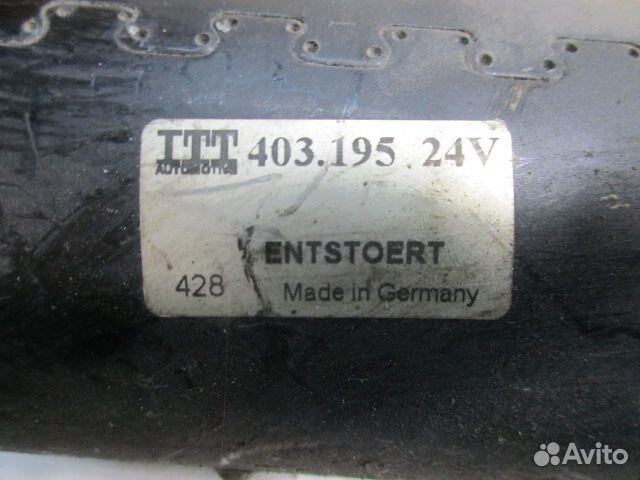 ITT 403.195 24V
AUTOMOTIVE
ENTSTOERT
428 Made in Germany
Avito